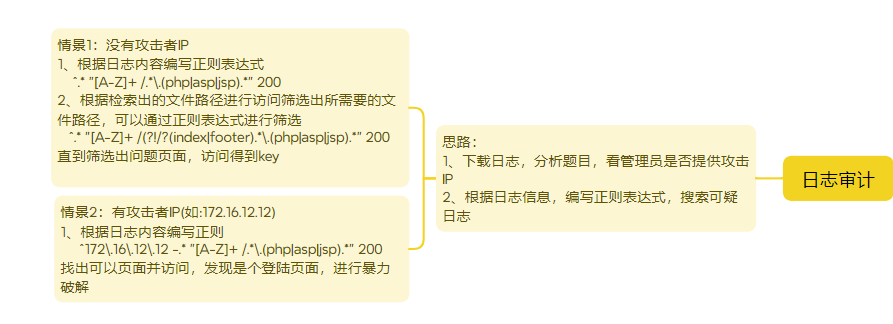 情景1：没有攻击者IP
1、根据日志内容编写正则表达式
^.* "[A-Z]+ /.*\.(php|asp|jsp).*" 200
2、根据检索出的文件路径进行访问筛选出所需要的文
件路径，可以通过正则表达式进行筛选
^.* "[A-Z]+ /(?!/?(index|footer).*\.(php|asp|jsp).*" 200
直到筛选出问题页面，访问得到key
情景2：有攻击者IP(如:172.16.12.12)
1、根据日志内容编写正则
^172\.16\.12\.12 -.* "[A-Z]+ /.*\.(php|asp|jsp).*" 200
找出可以页面并访问，发现是个登陆页面，进行暴力
破解
思路：
1、下载日志，分析题目，看管理员是否提供攻击
IP
2、根据日志信息，编写正则表达式，搜索可疑
日志
日志审计